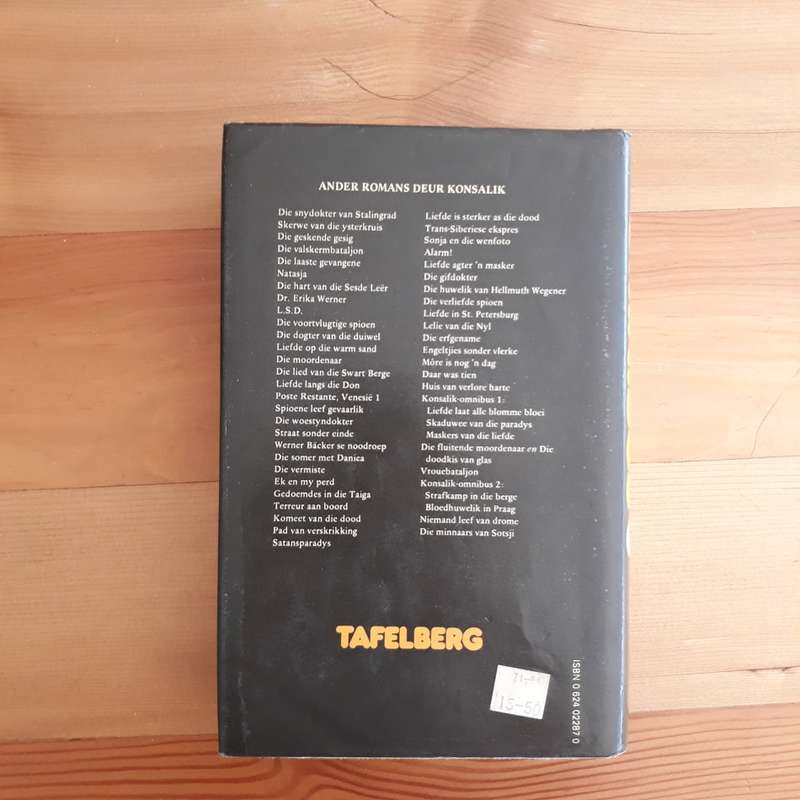 ANDER ROMANS DEUR KONSALIK
Die snydokter van Stalingrad
Skerwe van die ysterkruis
Die geskende gesig
Die valskermbataljon
Die laaste gevangene
Natasja
Die hart van die Sesde Leër
Dr. Erika Werner
L.S.D.
Die voortvlugtige spioen
Die dogter van die duiwel
Liefde op die warm sand
Die moordenaar
Die lied van die Swart Berge
Liefde langs die Don
Poste Restante, Venesië 1
Spioene leef gevaarlik
Die woestyndokter
Straat sonder einde
Werner Bäcker se noodroep
Die somer met Danica
Die vermiste
Ek en my perd
Gedoemdes in die Taiga
Terreur aan boord
Komeet van die dood
Pad van verskrikking
Satansparadys
Liefde is sterker as die dood
Trans-Siberiese ekspres
Sonja en die wenfoto
Alarm!
Liefde agter 'n masker
Die gifdokter
Die huwelik van Hellmuth Wegener
Die verliefde spioen
Liefde in St. Petersburg
Lelie van die Nyl
Die erfgename
Engeltjies sonder vlerke
Môre is nog 'n dag
Daar was tien
Huis van verlore harte
Konsalik-omnibus 1:
Liefde laat alle blomme bloei
Skaduwee van die paradys
Maskers van die liefde
Die fluitende moordenaar en Die
doodkis van glas
Vrouebataljon
Konsalik-omnibus 2:
Strafkamp in die berge
Bloedhuwelik in Praag
Niemand leef van drome
Die minnaars van Sotsji
TAFELBERG
15-50
ISBN 0 624 02287 0